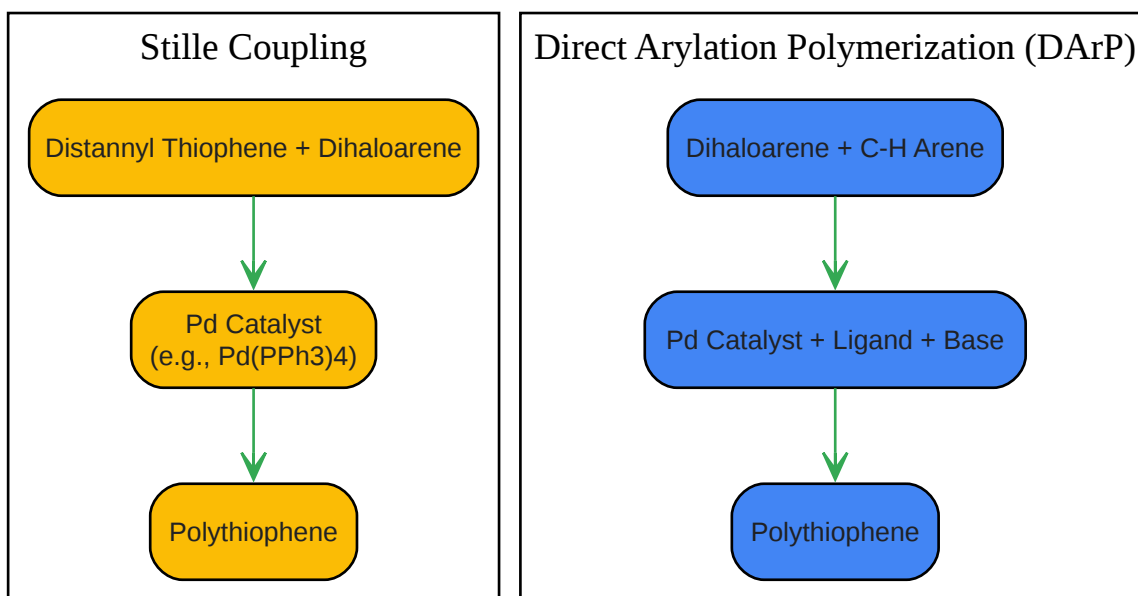 Stille Coupling
Distannyl Thiophene + Dihaloarene
Pd Catalyst
(e.g., Pd(PPh3)4)
Polythiophene
Direct Arylation Polymerization (DArP)
Dihaloarene + C-H Arene
Pd Catalyst + Ligand + Base
Polythiophene